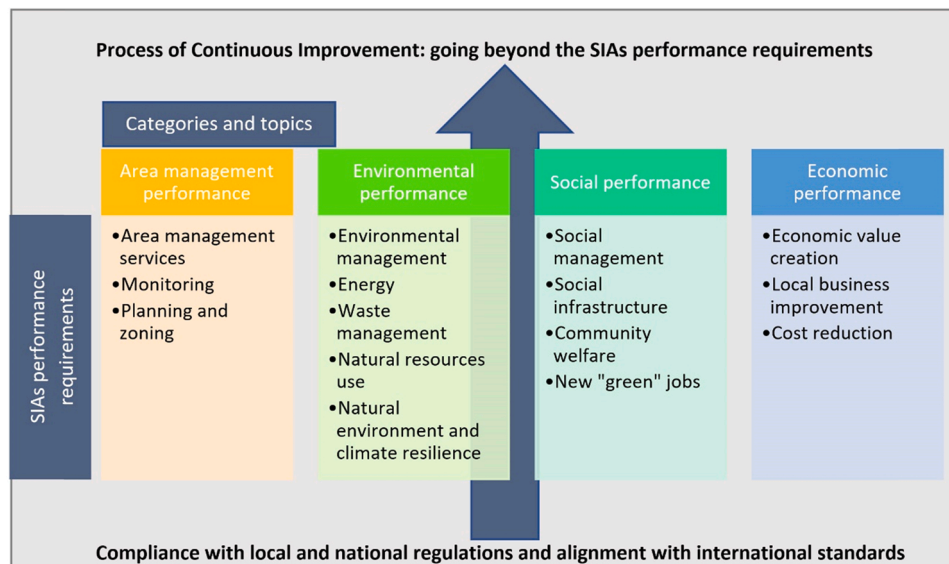 Process of Continuous Improvement: going beyond the SIAs performance requirements
Categories and topics
Area management
performance
Environmental
performance
Social performance
Economic
performance
SIAs performance
requirements
•Area management
services
•Monitoring
•Planning and
zoning
•Environmental
management
•Energy
•Waste
management
•Natural resources
use
•Natural
environment and
climate resilience
•Social
management
•Social
infrastructure
•Community
welfare
•New "green" jobs
•Economic value
creation
•Local business
improvement
•Cost reduction
Compliance with local and national regulations and alignment with international standards